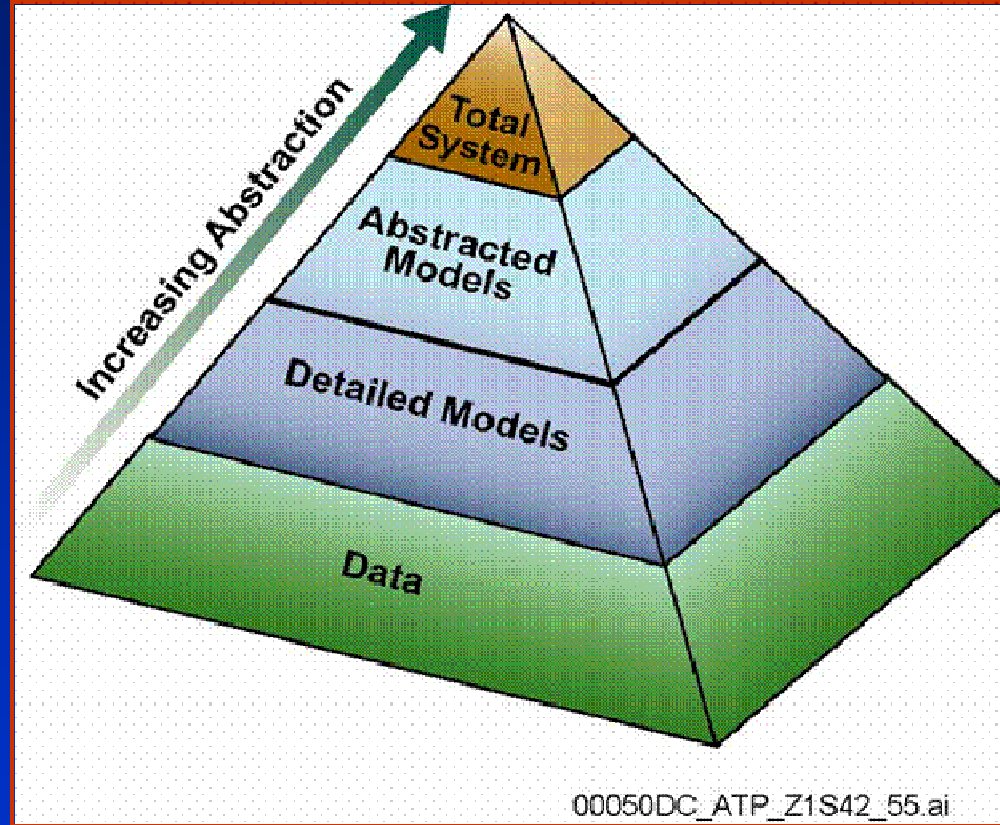 Increasing Abstraction
Total
System
Abstracted
Models
Detailed Models
Data
00050DC_ATP_Z1S42_55.ai